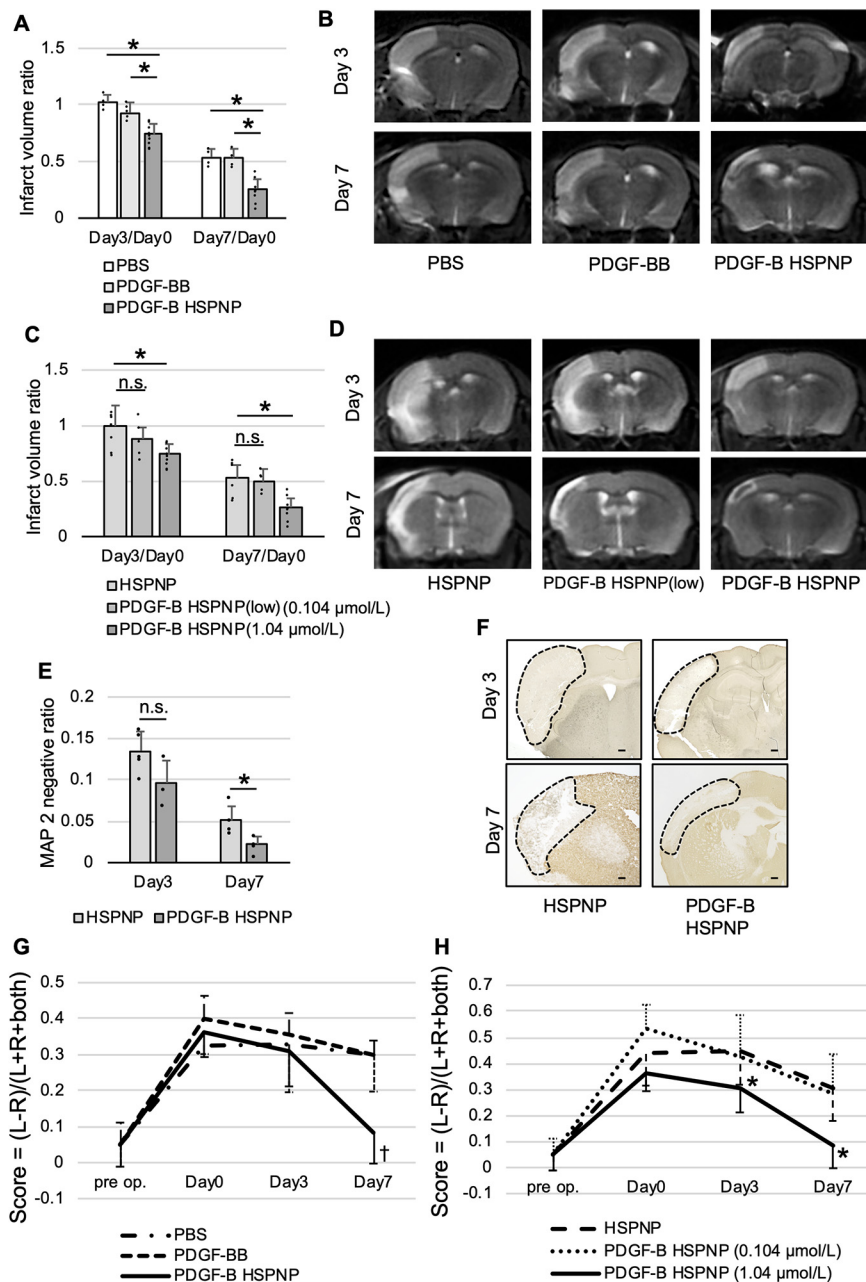 A
1.5
1
0.5
0
Infarct volume ratio
*
*
*
*
Day3/Day0
Day7/Day0
PBS
PDGF-BB
PDGF-B HSPNP
B
Day 3
Day 7
PBS
PDGF-BB
PDGF-B HSPNP
C
1.5
1
0.5
0
Infarct volume ratio
*
n.s.
*
n.s.
Day3/Day0
Day7/Day0
HSPNP
PDGF-B HSPNP(low) (0.104 μmol/L)
PDGF-B HSPNP (1.04 μmol/L)
D
Day 3
Day 7
HSPNP
PDGF-B HSPNP(low)
PDGF-B HSPNP
E
0.2
0.15
0.1
0.05
0
MAP 2 negative ratio
n.s.
*
Day3
Day7
HSPNP
PDGF-B HSPNP
F
Day 3
Day 7
HSPNP
PDGF-B
HSPNP
G
0.5
0.4
0.3
0.2
0.1
0
-0.1
Score = (L-R)/(L+R+both)
†
pre op.
Day0
Day3
Day7
PBS
PDGF-BB
PDGF-B HSPNP
H
0.7
0.6
0.5
0.4
0.3
0.2
0.1
0
-0.1
Score = (L-R)/(L+R+both)
*
*
pre op.
Day0
Day3
Day7
HSPNP
PDGF-B HSPNP (0.104 μmol/L)
PDGF-B HSPNP (1.04 μmol/L)